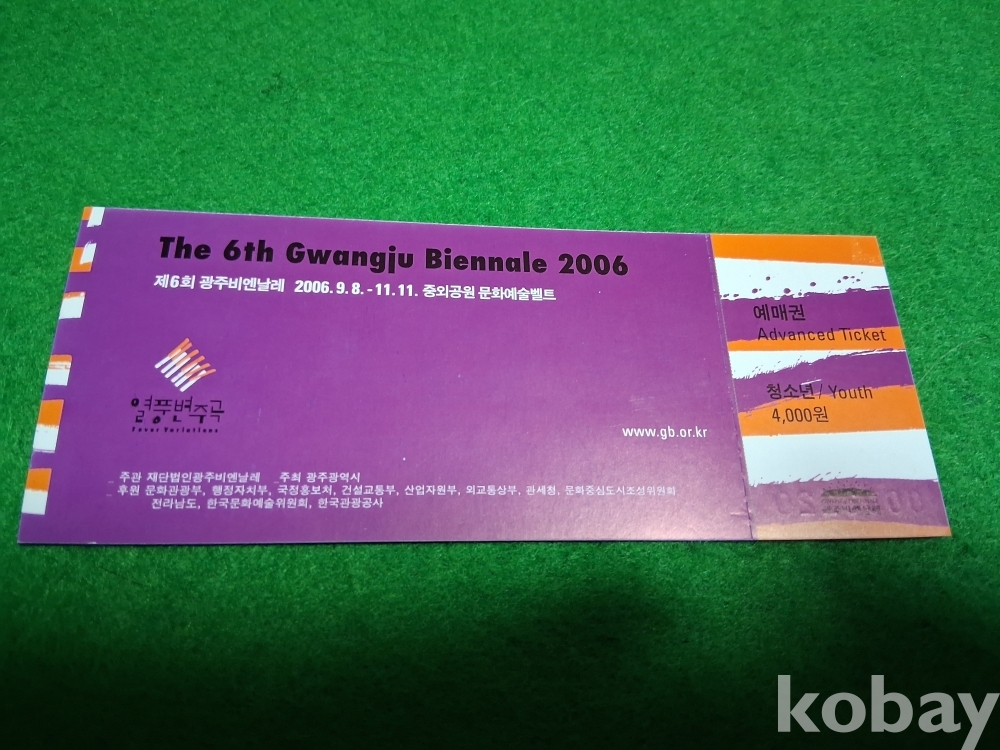 The 6th Gwangju Biennale 2006
제6회 광주비엔날레 2006. 9. 8. - 11. 11. 중외공원 문화예술벨트
열풍변주곡
Fever Variations
www.gb.or.kr
주관 재단법인광주비엔날레 주최 광주광역시
후원 문화관광부, 행정자치부, 국정홍보처, 건설교통부, 산업자원부, 외교통상부, 관세청, 문화중심도시조성위원회
전라남도, 한국문화예술위원회, 한국관광공사
예매권
Advanced Ticket
청소년 / Youth
4,000원
kobay